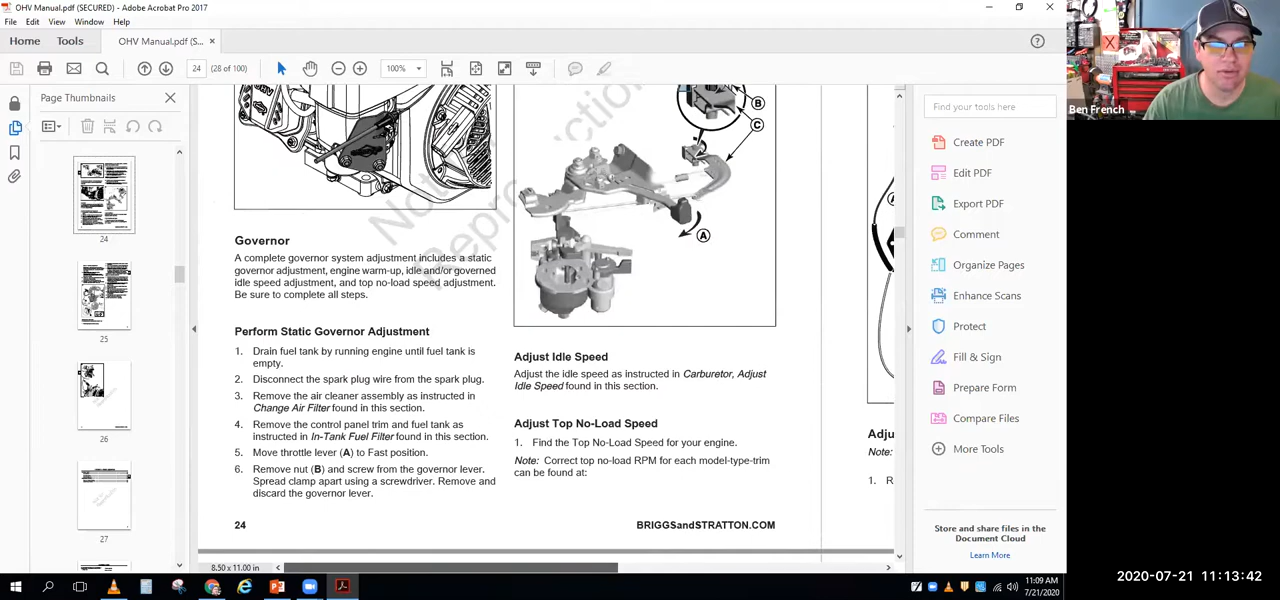 OHV Manual.pdf (SECURED) - Adobe Acrobat Pro 2017
File Edit View Window Help
Home Tools OHV Manual.pdf (S... ×
24 (28 of 100) 100%
Page Thumbnails
24
25
26
27
Governor
A complete governor system adjustment includes a static
governor adjustment, engine warm-up, idle and/or governed
idle speed adjustment, and top no-load speed adjustment.
Be sure to complete all steps.
Perform Static Governor Adjustment
1. Drain fuel tank by running engine until fuel tank is
empty.
2. Disconnect the spark plug wire from the spark plug.
3. Remove the air cleaner assembly as instructed in
Change Air Filter found in this section.
4. Remove the control panel trim and fuel tank as
instructed in In-Tank Fuel Filter found in this section.
5. Move throttle lever (A) to Fast position.
6. Remove nut (B) and screw from the governor lever.
Spread clamp apart using a screwdriver. Remove and
discard the governor lever.
24
B
C
A
Adjust Idle Speed
Adjust the idle speed as instructed in Carburetor, Adjust
Idle Speed found in this section.
Adjust Top No-Load Speed
1. Find the Top No-Load Speed for your engine.
Note: Correct top no-load RPM for each model-type-trim
can be found at:
BRIGGSandSTRATTON.COM
Adju
Note:
1. R
8.50 x 11.00 in
Find your tools here
Create PDF
Edit PDF
Export PDF
Comment
Organize Pages
Enhance Scans
Protect
Fill & Sign
Prepare Form
Compare Files
More Tools
Store and share files in the
Document Cloud
Learn More
Ben French
11:09 AM
7/21/2020
2020-07-21 11:13:42